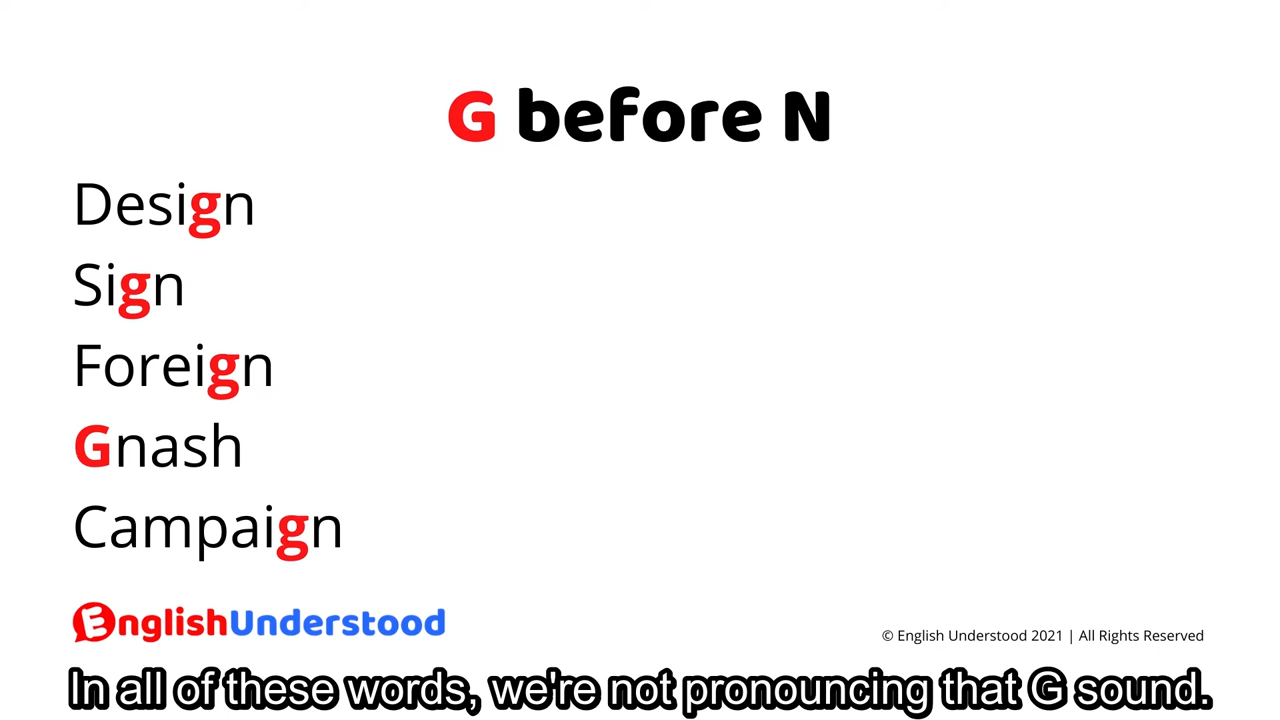 G before N
Design
Sign
Foreign
Gnash
Campaign
EnglishUnderstood
© English Understood 2021 | All Rights Reserved
In all of these words, we're not pronouncing that G sound.